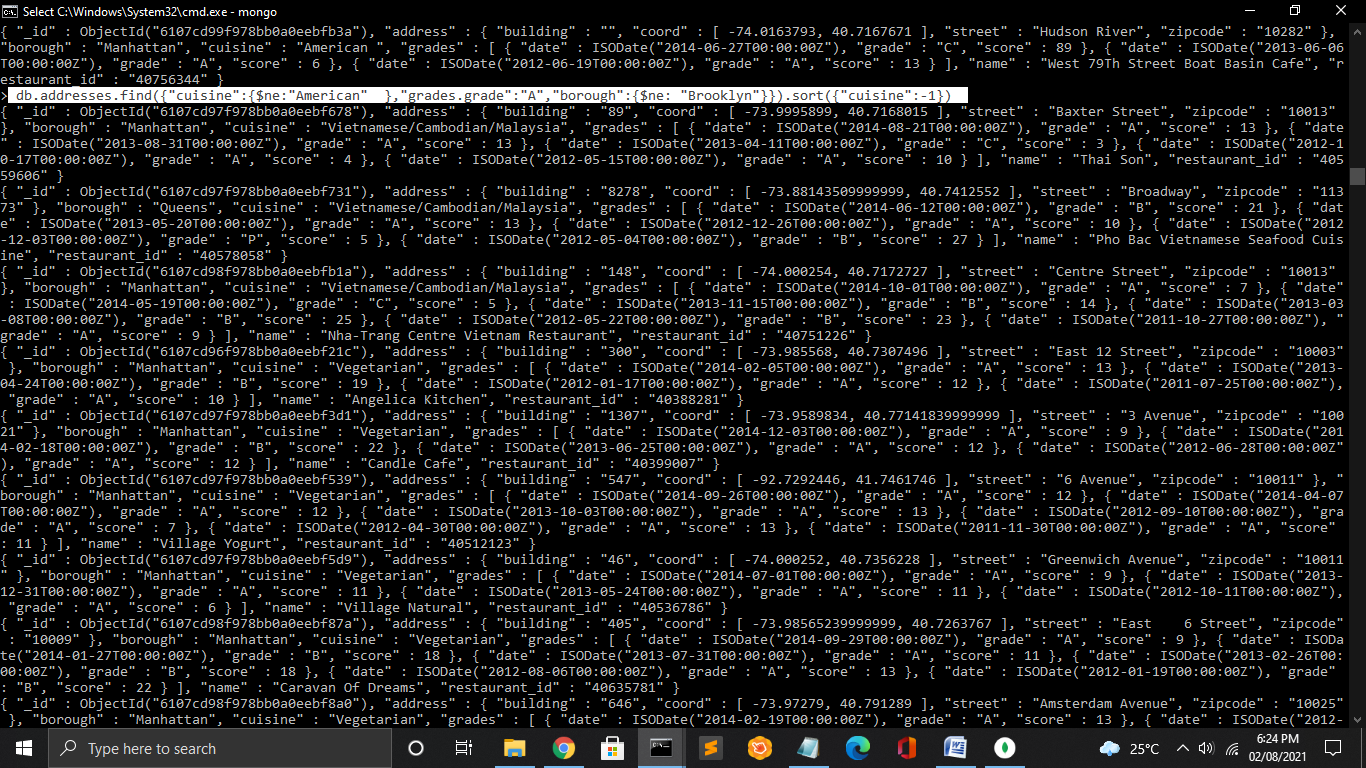 Select C:\Windows\System32\cmd.exe - mongo
{ "_id" : ObjectId("6107cd99f978bb0a0eebfb3a"), "address" : { "building" : "", "coord" : [ -74.0163793, 40.7167671 ], "street" : "Hudson River", "zipcode" : "10282" },
"borough" : "Manhattan", "cuisine" : "American ", "grades" : [ { "date" : ISODate("2014-06-27T00:00:00Z"), "grade" : "C", "score" : 89 }, { "date" : ISODate("2013-06-06
T00:00:00Z"), "grade" : "A", "score" : 6 }, { "date" : ISODate("2012-06-19T00:00:00Z"), "grade" : "A", "score" : 13 } ], "name" : "West 79Th Street Boat Basin Cafe", "r
estaurant_id" : "40756344" }
> db.addresses.find({"cuisine":{$ne:"American"  },"grades.grade":"A","borough":{$ne: "Brooklyn"}}).sort({"cuisine":-1})
{ "_id" : ObjectId("6107cd98f978bb0a0eebf678"), "address" : { "building" : "89", "coord" : [ -73.9995899, 40.7168015 ], "street" : "Baxter Street", "zipcode" : "10013"
}, "borough" : "Manhattan", "cuisine" : "Vietnamese/Cambodian/Malaysia", "grades" : [ { "date" : ISODate("2014-08-21T00:00:00Z"), "grade" : "A", "score" : 13 }, { "date
" : ISODate("2013-08-31T00:00:00Z"), "grade" : "A", "score" : 13 }, { "date" : ISODate("2013-04-11T00:00:00Z"), "grade" : "C", "score" : 3 }, { "date" : ISODate("2012-1
0-17T00:00:00Z"), "grade" : "A", "score" : 4 }, { "date" : ISODate("2012-05-15T00:00:00Z"), "grade" : "A", "score" : 10 } ], "name" : "Thai Son", "restaurant_id" : "405
59606" }
{ "_id" : ObjectId("6107cd97f978bb0a0eebf731"), "address" : { "building" : "8278", "coord" : [ -73.88143509999999, 40.7412552 ], "street" : "Broadway", "zipcode" : "113
73" }, "borough" : "Queens", "cuisine" : "Vietnamese/Cambodian/Malaysia", "grades" : [ { "date" : ISODate("2014-06-12T00:00:00Z"), "grade" : "B", "score" : 21 }, { "dat
e" : ISODate("2013-05-20T00:00:00Z"), "grade" : "A", "score" : 13 }, { "date" : ISODate("2012-12-26T00:00:00Z"), "grade" : "A", "score" : 10 }, { "date" : ISODate("2012
-12-03T00:00:00Z"), "grade" : "P", "score" : 5 }, { "date" : ISODate("2012-05-04T00:00:00Z"), "grade" : "B", "score" : 27 } ], "name" : "Pho Bac Vietnamese Seafood Cuis
ine", "restaurant_id" : "40578058" }
{ "_id" : ObjectId("6107cd98f978bb0a0eebfb1a"), "address" : { "building" : "148", "coord" : [ -74.000254, 40.7172727 ], "street" : "Centre Street", "zipcode" : "10013"
}, "borough" : "Manhattan", "cuisine" : "Vietnamese/Cambodian/Malaysia", "grades" : [ { "date" : ISODate("2014-10-01T00:00:00Z"), "grade" : "A", "score" : 7 }, { "date"
: ISODate("2014-05-19T00:00:00Z"), "grade" : "C", "score" : 5 }, { "date" : ISODate("2013-11-15T00:00:00Z"), "grade" : "B", "score" : 14 }, { "date" : ISODate("2013-03
-08T00:00:00Z"), "grade" : "B", "score" : 25 }, { "date" : ISODate("2012-05-22T00:00:00Z"), "grade" : "B", "score" : 23 }, { "date" : ISODate("2011-10-27T00:00:00Z"), "
grade" : "A", "score" : 9 } ], "name" : "Nha-Trang Centre Vietnam Restaurant", "restaurant_id" : "40751226" }
{ "_id" : ObjectId("6107cd96f978bb0a0eebf21c"), "address" : { "building" : "300", "coord" : [ -73.985568, 40.7307496 ], "street" : "East 12 Street", "zipcode" : "10003"
 }, "borough" : "Manhattan", "cuisine" : "Vegetarian", "grades" : [ { "date" : ISODate("2014-02-05T00:00:00Z"), "grade" : "A", "score" : 13 }, { "date" : ISODate("2013-
04-24T00:00:00Z"), "grade" : "B", "score" : 19 }, { "date" : ISODate("2012-01-17T00:00:00Z"), "grade" : "A", "score" : 12 }, { "date" : ISODate("2011-07-25T00:00:00Z"),
 "grade" : "A", "score" : 10 } ], "name" : "Angelica Kitchen", "restaurant_id" : "40388281" }
{ "_id" : ObjectId("6107cd96f978bb0a0eebf3d1"), "address" : { "building" : "1307", "coord" : [ -73.9589834, 40.77141839999999 ], "street" : "3 Avenue", "zipcode" : "100
21" }, "borough" : "Manhattan", "cuisine" : "Vegetarian", "grades" : [ { "date" : ISODate("2014-12-03T00:00:00Z"), "grade" : "A", "score" : 9 }, { "date" : ISODate("201
4-02-18T00:00:00Z"), "grade" : "B", "score" : 22 }, { "date" : ISODate("2013-06-25T00:00:00Z"), "grade" : "A", "score" : 12 }, { "date" : ISODate("2012-06-28T00:00:00Z"
), "grade" : "A", "score" : 12 } ], "name" : "Candle Cafe", "restaurant_id" : "40399007" }
{ "_id" : ObjectId("6107cd96f978bb0a0eebf539"), "address" : { "building" : "547", "coord" : [ -92.7292446, 41.7461746 ], "street" : "6 Avenue", "zipcode" : "10011" }, "
borough" : "Manhattan", "cuisine" : "Vegetarian", "grades" : [ { "date" : ISODate("2014-09-26T00:00:00Z"), "grade" : "A", "score" : 12 }, { "date" : ISODate("2014-04-07
T00:00:00Z"), "grade" : "A", "score" : 12 }, { "date" : ISODate("2013-10-03T00:00:00Z"), "grade" : "A", "score" : 13 }, { "date" : ISODate("2012-09-10T00:00:00Z"), "gra
de" : "A", "score" : 7 }, { "date" : ISODate("2012-04-30T00:00:00Z"), "grade" : "A", "score" : 13 }, { "date" : ISODate("2011-11-30T00:00:00Z"), "grade" : "A", "score"
: 11 } ], "name" : "Village Yogurt", "restaurant_id" : "40512123" }
{ "_id" : ObjectId("6107cd97f978bb0a0eebf5d9"), "address" : { "building" : "46", "coord" : [ -74.000252, 40.7356228 ], "street" : "Greenwich Avenue", "zipcode" : "10011
" }, "borough" : "Manhattan", "cuisine" : "Vegetarian", "grades" : [ { "date" : ISODate("2014-07-01T00:00:00Z"), "grade" : "A", "score" : 9 }, { "date" : ISODate("2013-
12-31T00:00:00Z"), "grade" : "A", "score" : 11 }, { "date" : ISODate("2013-05-24T00:00:00Z"), "grade" : "A", "score" : 11 }, { "date" : ISODate("2012-10-11T00:00:00Z"),
 "grade" : "A", "score" : 6 } ], "name" : "Village Natural", "restaurant_id" : "40536786" }
{ "_id" : ObjectId("6107cd98f978bb0a0eebf87a"), "address" : { "building" : "405", "coord" : [ -73.98565239999999, 40.7263767 ], "street" : "East    6 Street", "zipcode"
 : "10009" }, "borough" : "Manhattan", "cuisine" : "Vegetarian", "grades" : [ { "date" : ISODate("2014-09-29T00:00:00Z"), "grade" : "A", "score" : 9 }, { "date" : ISODa
te("2014-01-27T00:00:00Z"), "grade" : "B", "score" : 18 }, { "date" : ISODate("2013-07-31T00:00:00Z"), "grade" : "A", "score" : 11 }, { "date" : ISODate("2013-02-26T00:
00:00Z"), "grade" : "B", "score" : 18 }, { "date" : ISODate("2012-08-06T00:00:00Z"), "grade" : "A", "score" : 13 }, { "date" : ISODate("2012-01-19T00:00:00Z"), "grade"
: "B", "score" : 22 } ], "name" : "Caravan Of Dreams", "restaurant_id" : "40635781" }
{ "_id" : ObjectId("6107cd98f978bb0a0eebf8a0"), "address" : { "building" : "646", "coord" : [ -73.97279, 40.791289 ], "street" : "Amsterdam Avenue", "zipcode" : "10025"
 }, "borough" : "Manhattan", "cuisine" : "Vegetarian", "grades" : [ { "date" : ISODate("2014-02-19T00:00:00Z"), "grade" : "A", "score" : 13 }, { "date" : ISODate("2012-
Type here to search
25°C
6:24 PM
02/08/2021